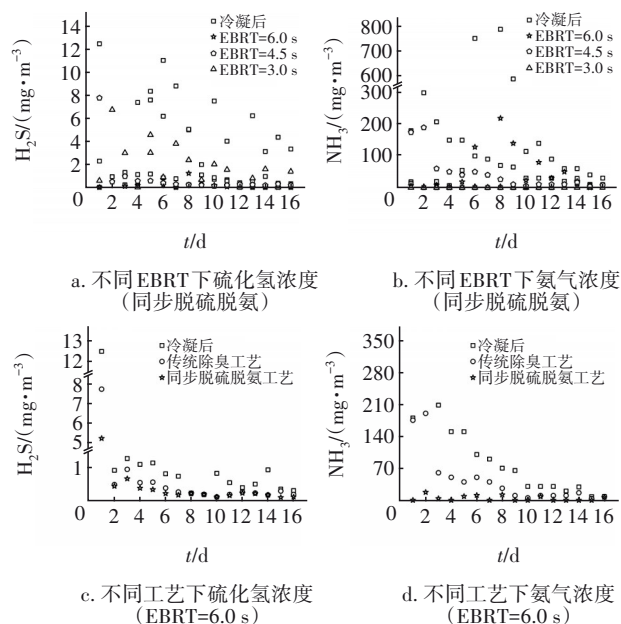 14
12
10
8
6
4
2
0
H₂S/(mg·m⁻³)
冷凝后
EBRT=6.0 s
EBRT=4.5 s
EBRT=3.0 s
2 4 6 8 10 12 14 16
t/d
a. 不同EBRT下硫化氢浓度
(同步脱硫脱氨)
800
700
600
300
200
100
0
NH₃/(mg·m⁻³)
冷凝后
EBRT=6.0 s
EBRT=4.5 s
EBRT=3.0 s
2 4 6 8 10 12 14 16
t/d
b. 不同EBRT下氨气浓度
(同步脱硫脱氨)
13
12
8
7
6
5
1
0
H₂S/(mg·m⁻³)
冷凝后
传统除臭工艺
同步脱硫脱氨工艺
2 4 6 8 10 12 14 16
t/d
c. 不同工艺下硫化氢浓度
(EBRT=6.0 s)
350
280
210
140
70
0
NH₃/(mg·m⁻³)
冷凝后
传统除臭工艺
同步脱硫脱氨工艺
2 4 6 8 10 12 14 16
t/d
d. 不同工艺下氨气浓度
(EBRT=6.0 s)